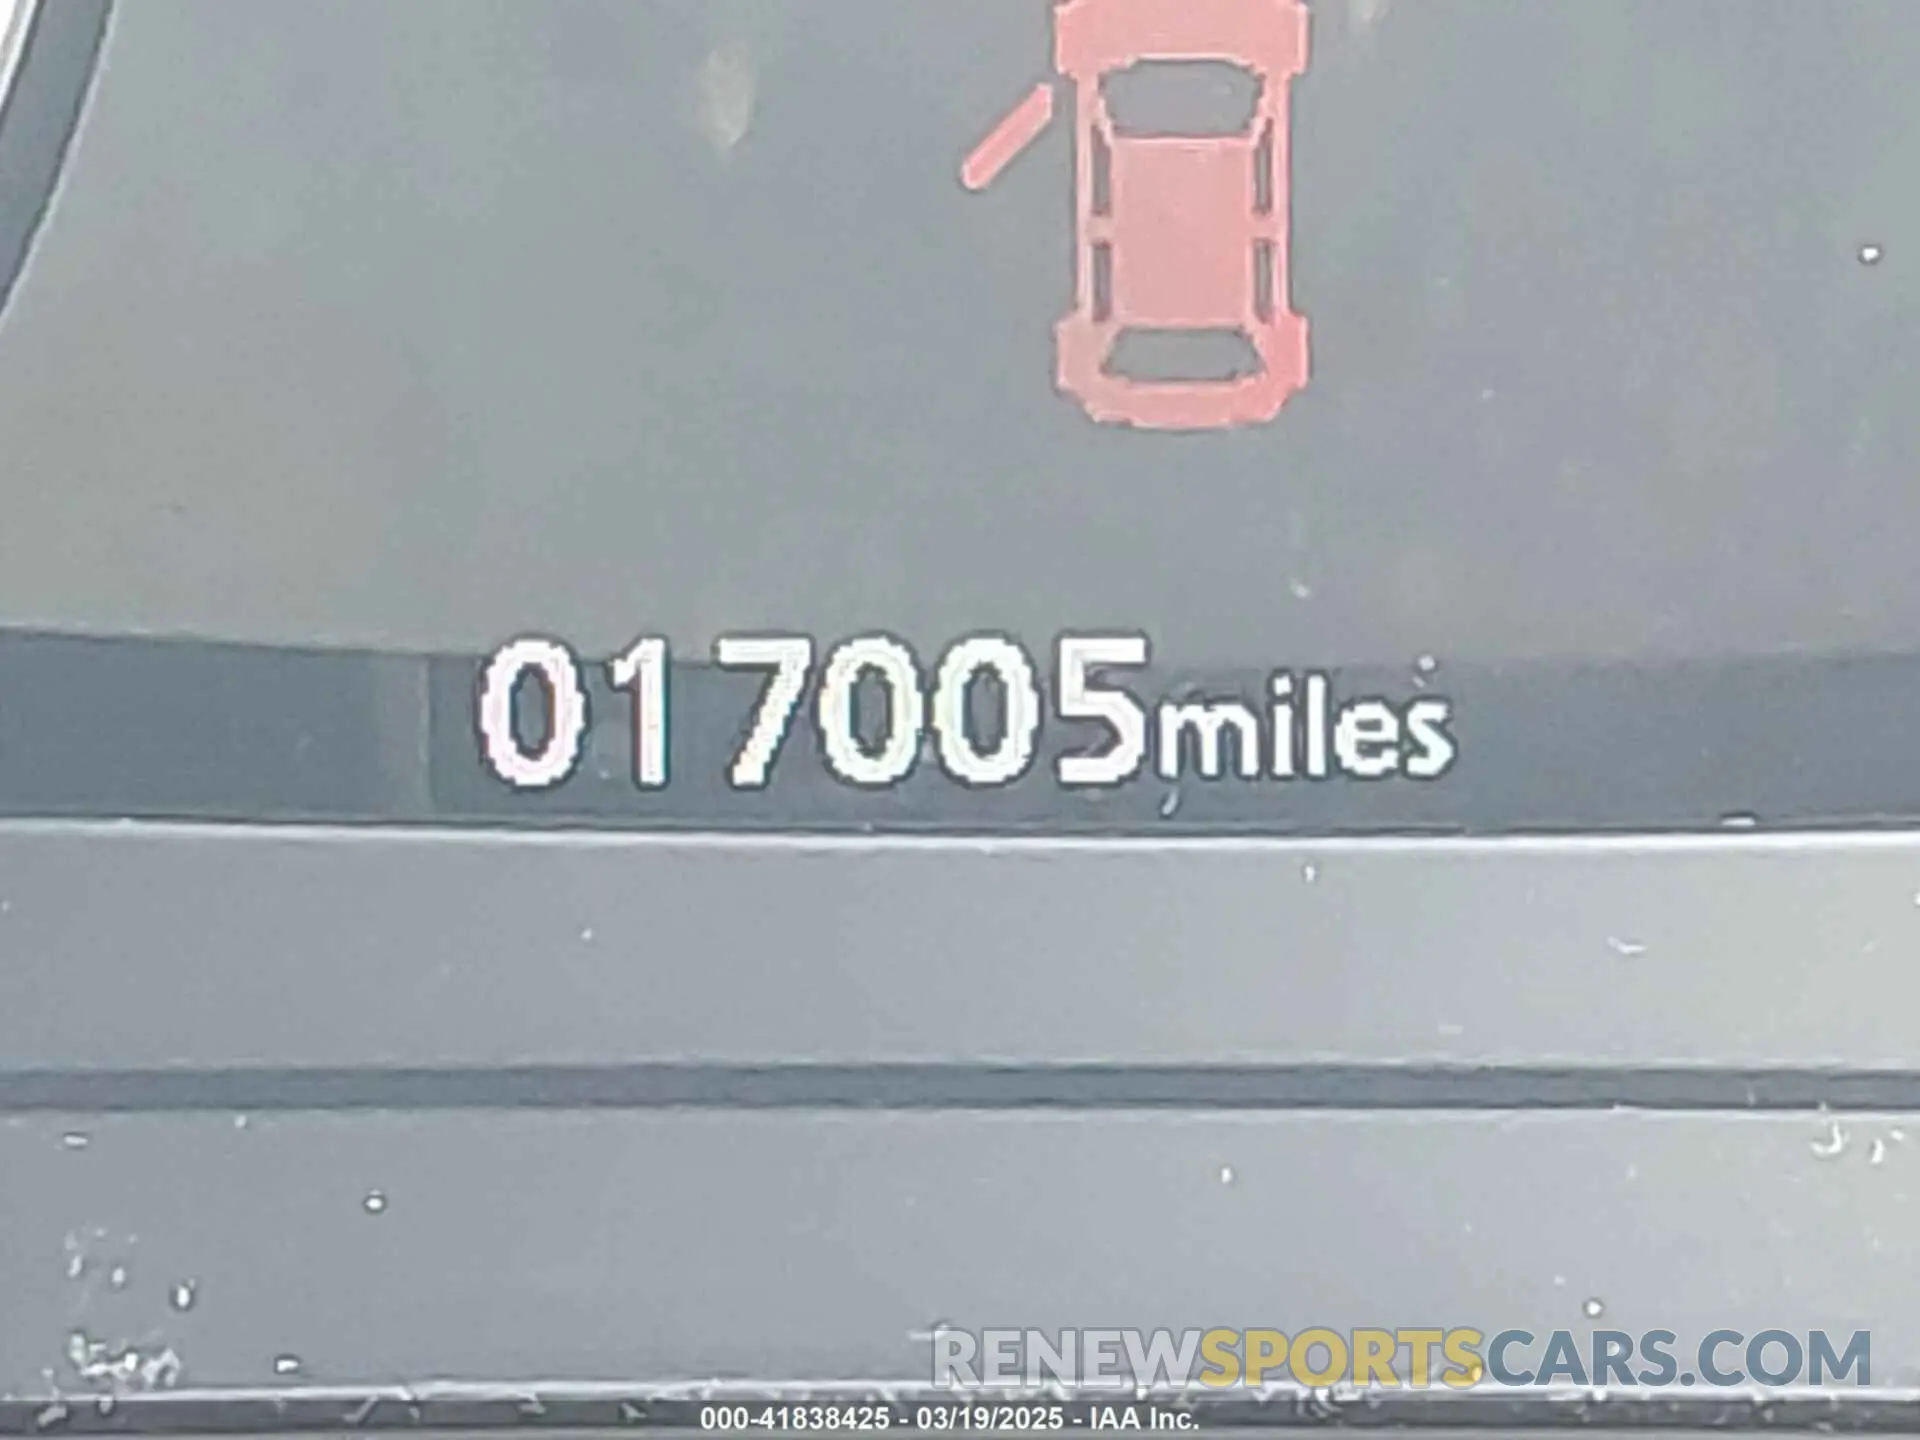 017005miles
RENEWSPORTSCARS.COM
000-41838425 - 03/19/2025 - IAA Inc.